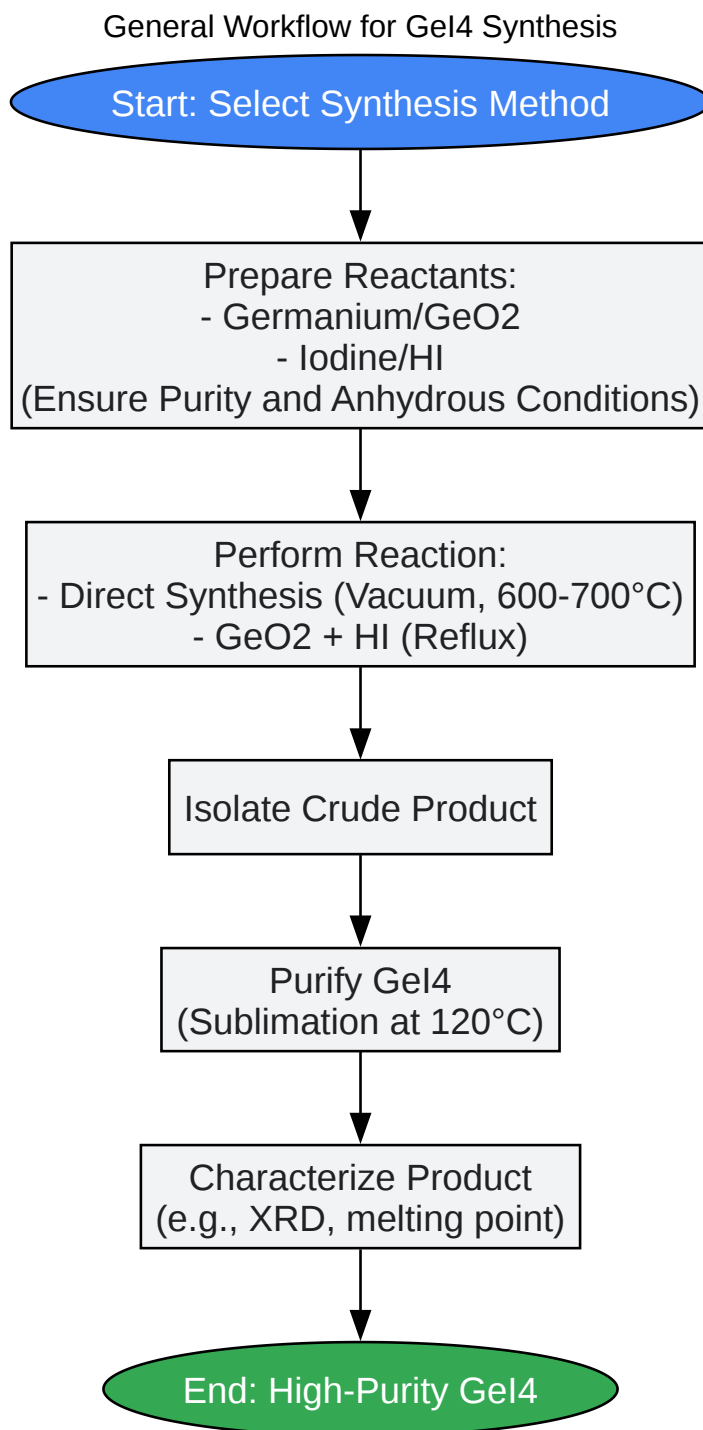 General Workflow for GeI4 Synthesis
Start: Select Synthesis Method
Prepare Reactants:
- Germanium/GeO2
- Iodine/HI
(Ensure Purity and Anhydrous Conditions)
Perform Reaction:
- Direct Synthesis (Vacuum, 600-700°C)
- GeO2 + HI (Reflux)
Isolate Crude Product
Purify GeI4
(Sublimation at 120°C)
Characterize Product
(e.g., XRD, melting point)
End: High-Purity GeI4